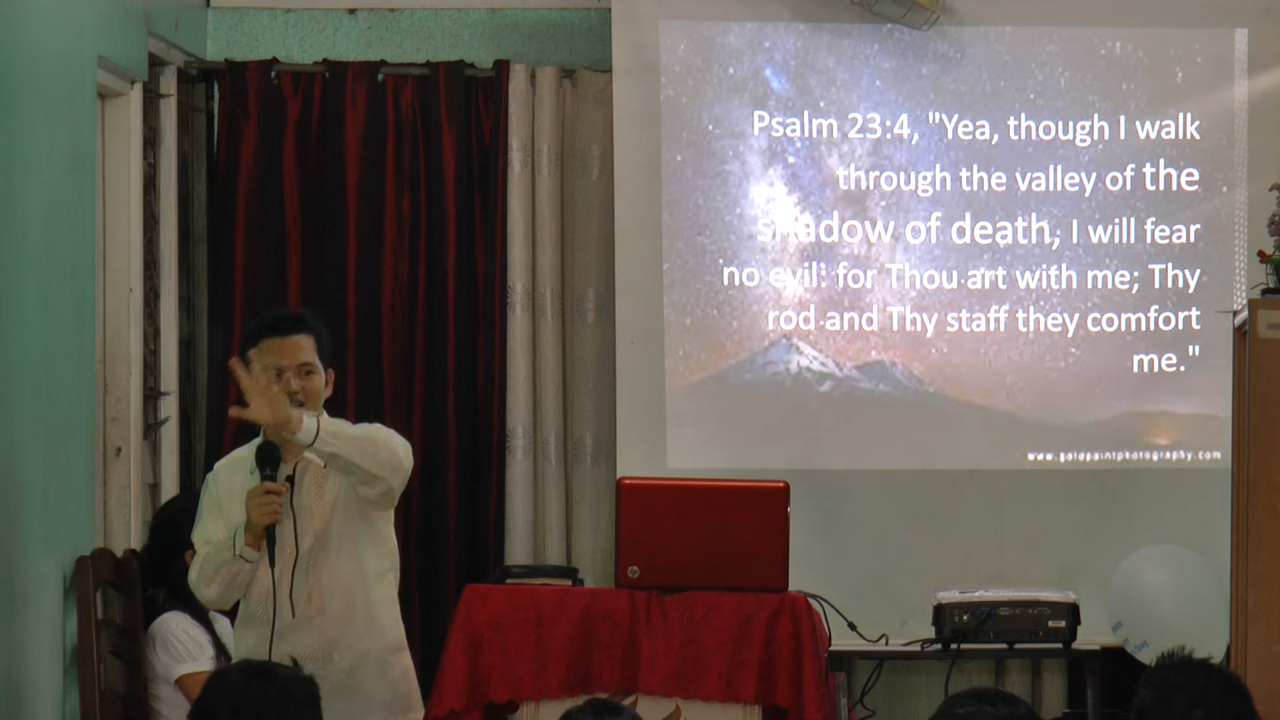 Psalm 23:4, "Yea, though I walk
through the valley of the
shadow of death, I will fear
no evil: for Thou art with me; Thy
rod and Thy staff they comfort
me."
www.goldpaintphotography.com
hp